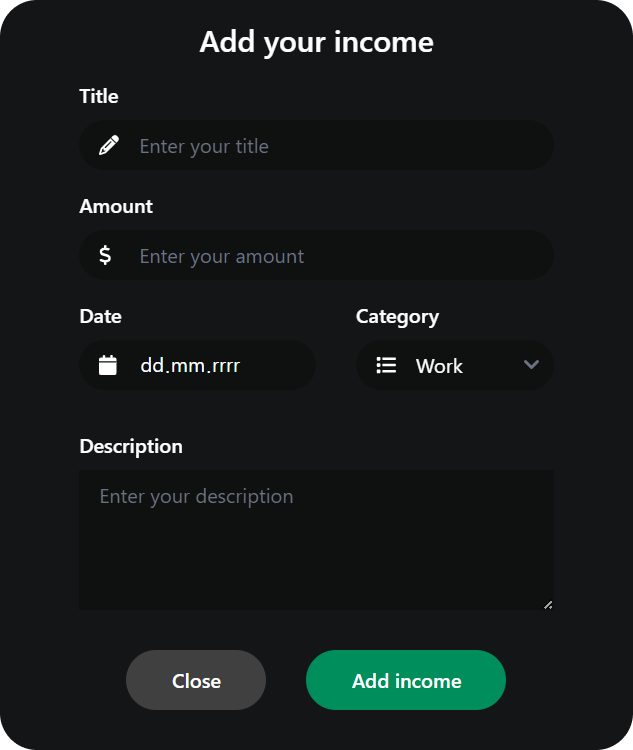 Add your income
Title
Enter your title
Amount
$ Enter your amount
Date Category
dd.mm.rrrr Work
Description
Enter your description
Close Add income